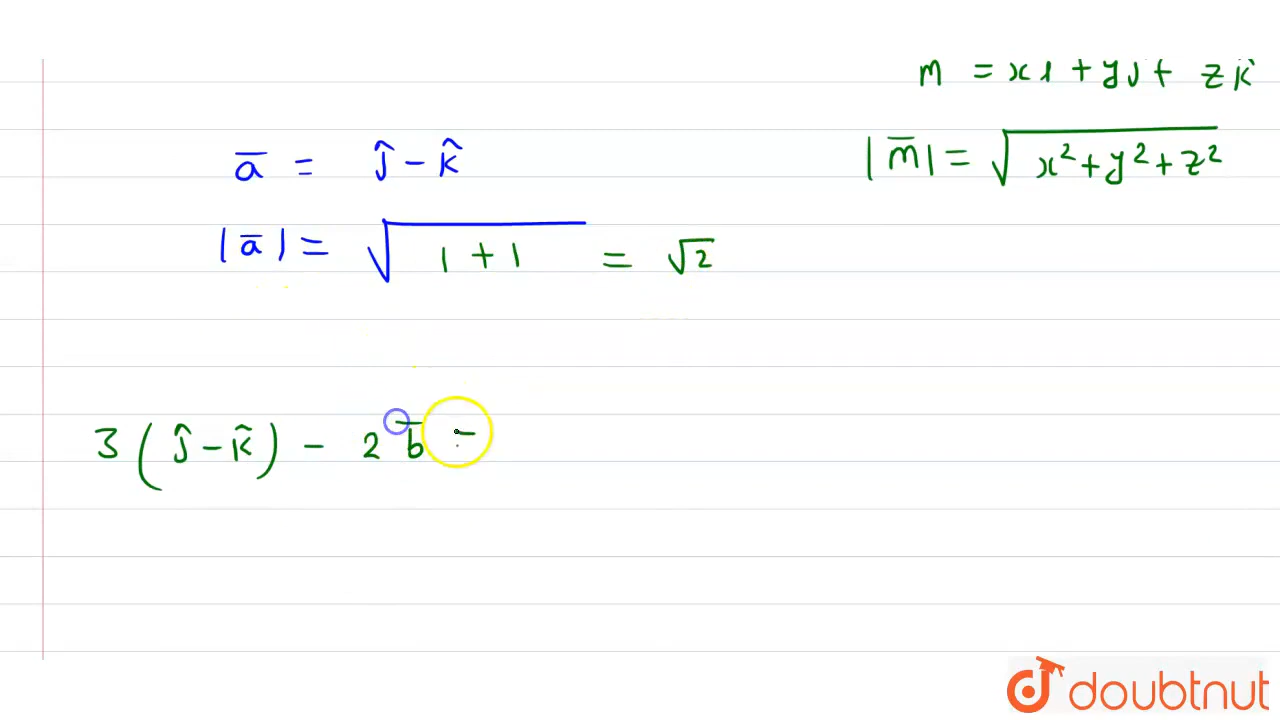 m = xi + yj + zk̂
|m̅| = √x²+y²+z²
a̅ = ĵ - k̂
|a̅| = √1 + 1 = √2
3(ĵ - k̂) - 2b̅ =
doubtnut